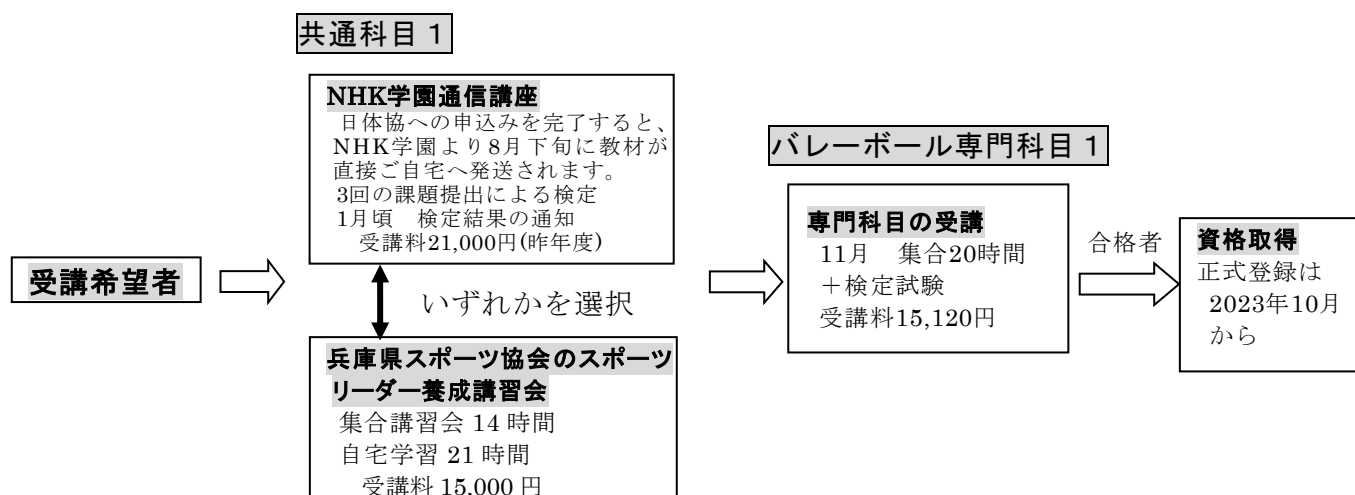 共通科目１
NHK学園通信講座
日体協への申込みを完了すると、
NHK学園より8月下旬に教材が
直接ご自宅へ発送されます。
3回の課題提出による検定
1月頃　検定結果の通知
受講料21,000円(昨年度)
受講希望者
いずれかを選択
兵庫県スポーツ協会のスポーツ
リーダー養成講習会
集合講習会 14 時間
自宅学習 21 時間
受講料 15,000 円
バレーボール専門科目１
専門科目の受講
11月　集合20時間
＋検定試験
受講料15,120円
合格者
資格取得
正式登録は
2023年10月
から